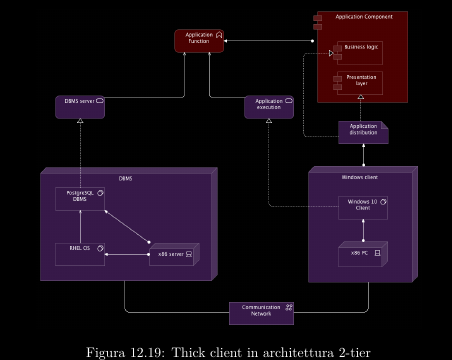 Application Component
Application
Function
Business logic
Presentation
layer
DBMS server
Application
execution
Application
distribution
DBMS
Windows client
PostgreSQL
DBMS
Windows 10
Client
RHEL OS
x86 server
x86 PC
Communication
Network
Figura 12.19: Thick client in architettura 2-tier